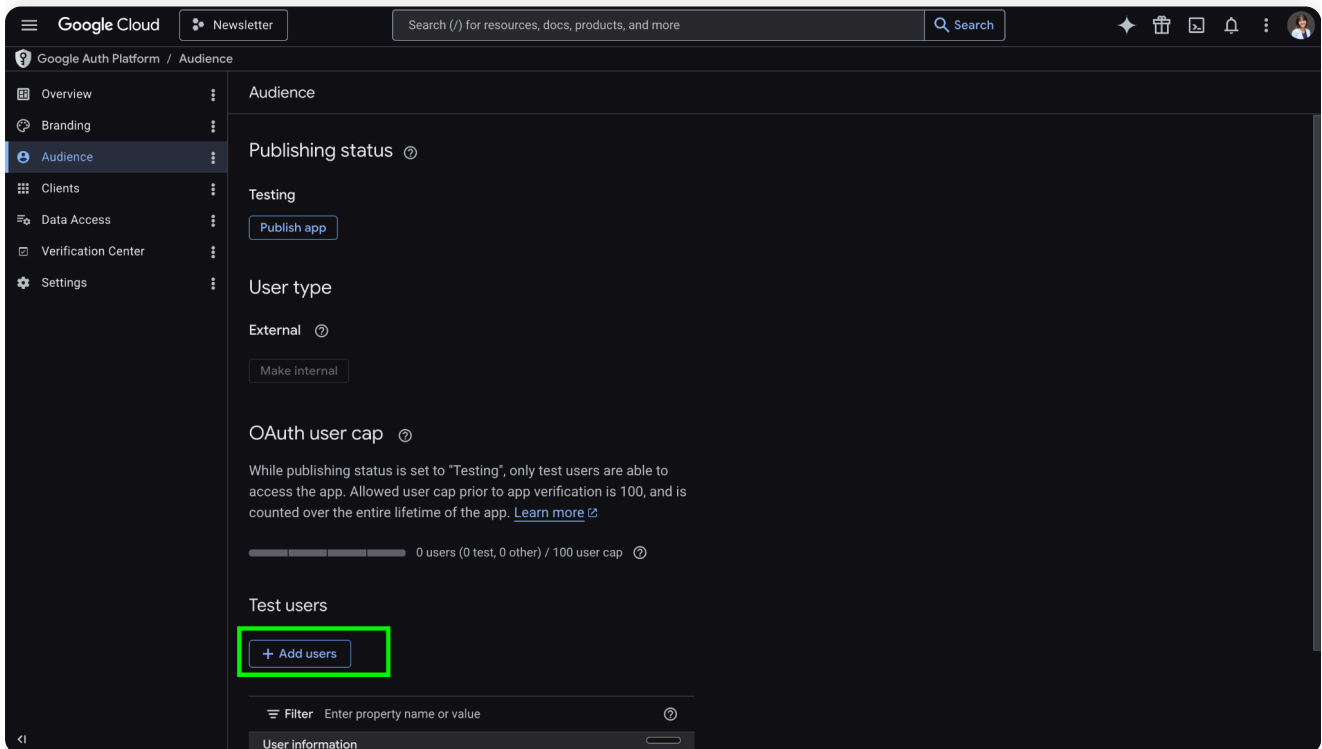 Google Cloud
Newsletter
Search (/) for resources, docs, products, and more
Search
Google Auth Platform / Audience
Overview
Branding
Audience
Clients
Data Access
Verification Center
Settings
Audience
Publishing status
Testing
Publish app
User type
External
Make internal
OAuth user cap
While publishing status is set to "Testing", only test users are able to
access the app. Allowed user cap prior to app verification is 100, and is
counted over the entire lifetime of the app. Learn more
0 users (0 test, 0 other) / 100 user cap
Test users
+ Add users
Filter Enter property name or value
User information